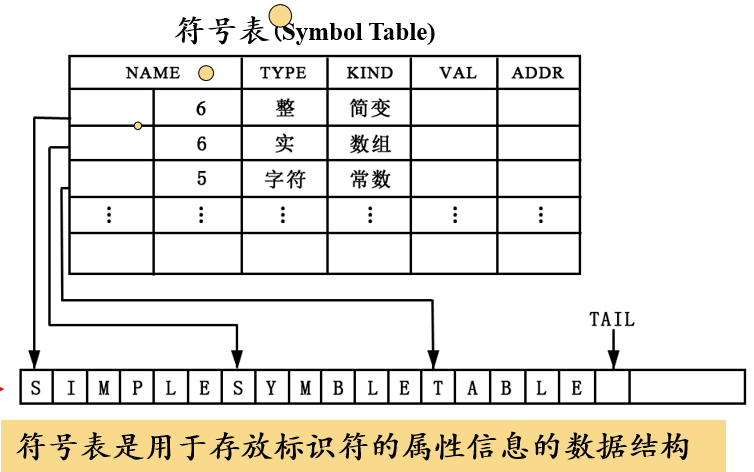 符号表(Symbol Table)
NAME TYPE KIND VAL ADDR
6 整 简变
6 实 数组
5 字符 常数
⋮ ⋮ ⋮ ⋮ ⋮ ⋮
TAIL
S I M P L E S Y M B L E T A B L E
符号表是用于存放标识符的属性信息的数据结构